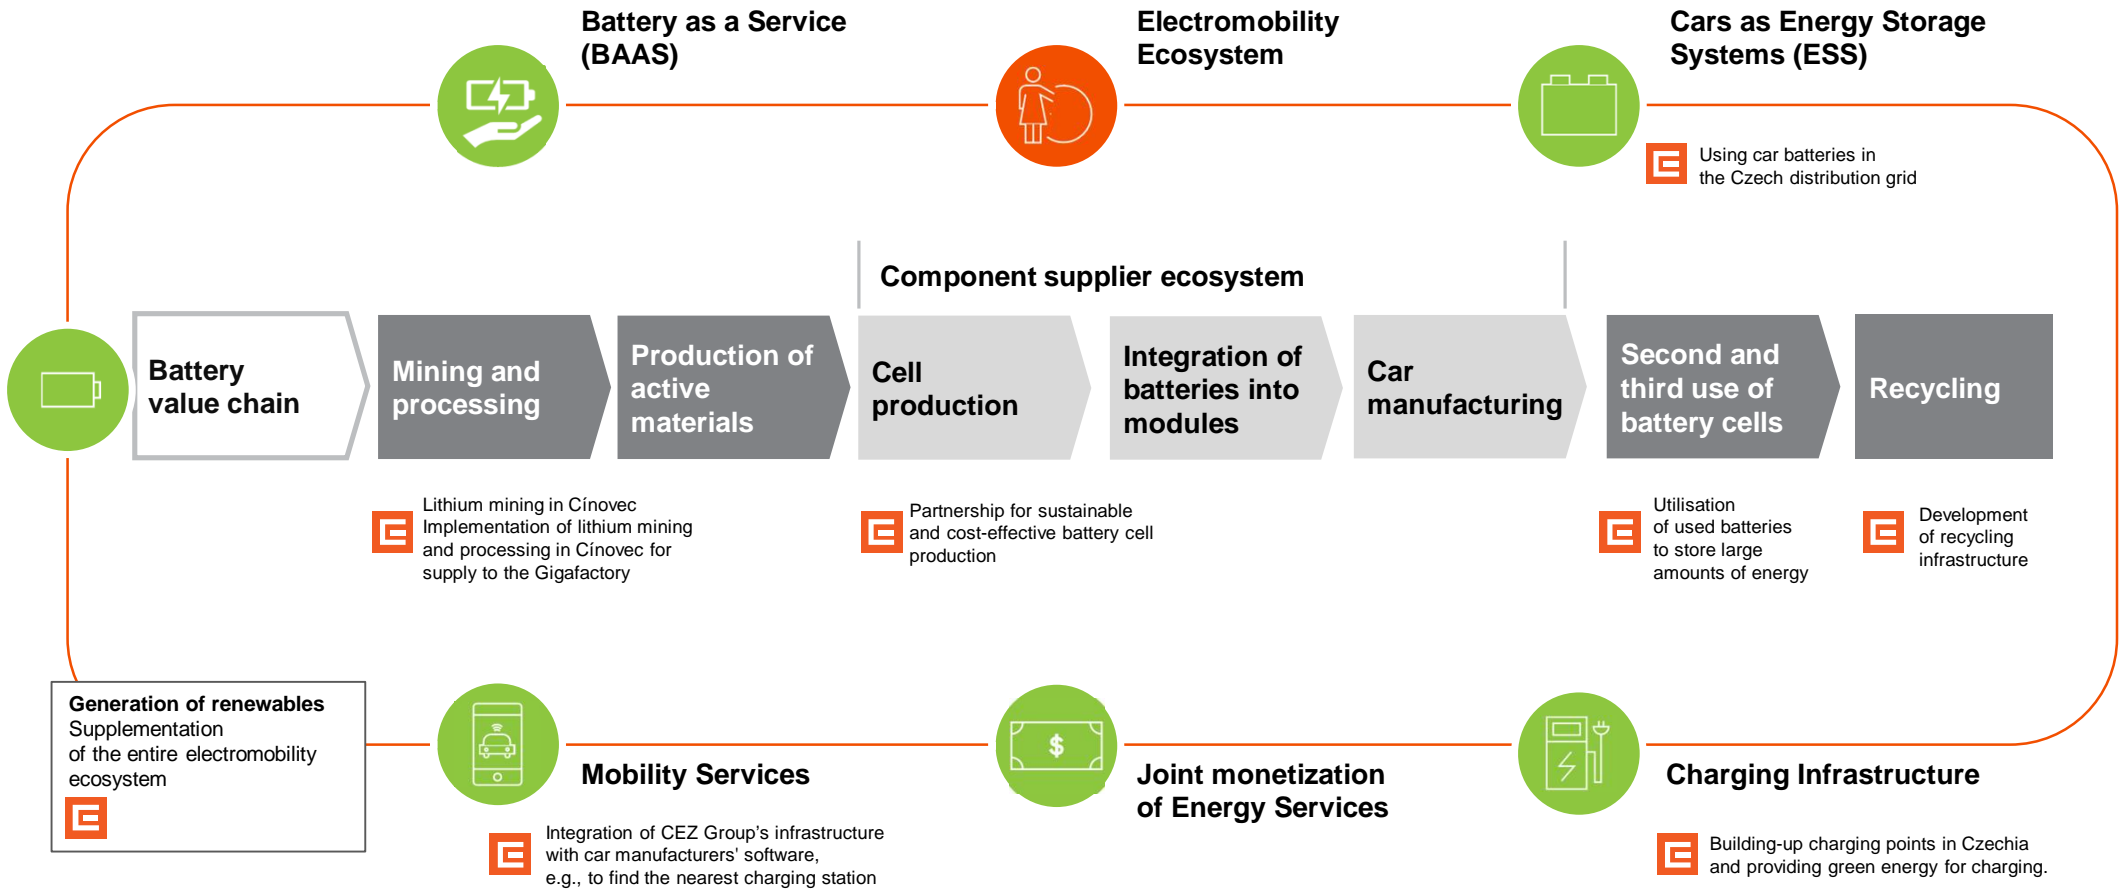 Battery as a Service
(BAAS)
Electromobility
Ecosystem
Cars as Energy Storage
Systems (ESS)
Using car batteries in
the Czech distribution grid
Component supplier ecosystem
Battery
value chain
Mining and
processing
Production of
active
materials
Cell
production
Integration of
batteries into
modules
Car
manufacturing
Second and
third use of
battery cells
Recycling
Lithium mining in Cínovec
Implementation of lithium mining
and processing in Cínovec for
supply to the Gigafactory
Partnership for sustainable
and cost-effective battery cell
production
Utilisation
of used batteries
to store large
amounts of energy
Development
of recycling
infrastructure
Generation of renewables
Supplementation
of the entire electromobility
ecosystem
Mobility Services
Integration of CEZ Group’s infrastructure
with car manufacturers' software,
e.g., to find the nearest charging station
$
Joint monetization
of Energy Services
Charging Infrastructure
Building-up charging points in Czechia
and providing green energy for charging.